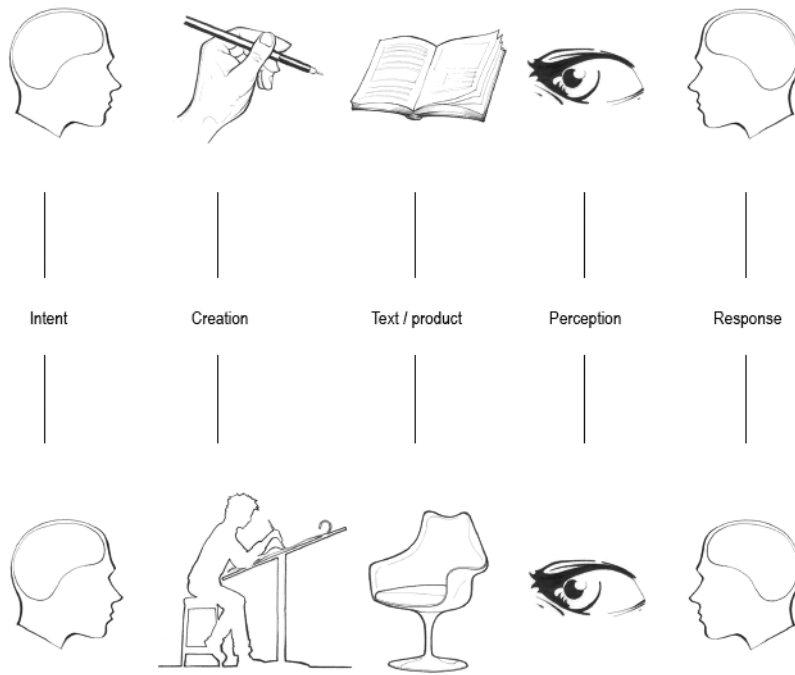 Intent
Creation
Text / product
Perception
Response